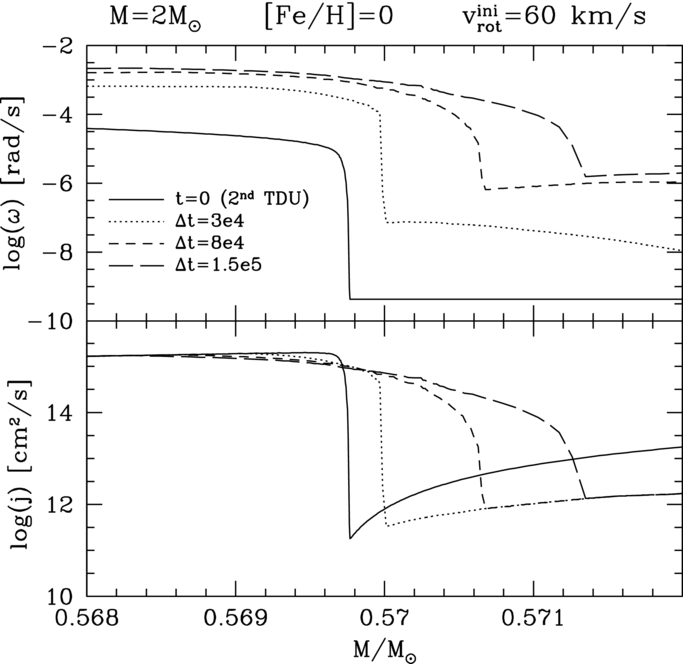 M=2M☉ [Fe/H]=0 v_rot^ini=60 km/s
-2
-4
-6
-8
-10
log(ω) [rad/s]
t=0 (2nd TDU)
Δt=3e4
Δt=8e4
Δt=1.5e5
14
12
10
log(j) [cm²/s]
0.568 0.569 0.57 0.571
M/M☉